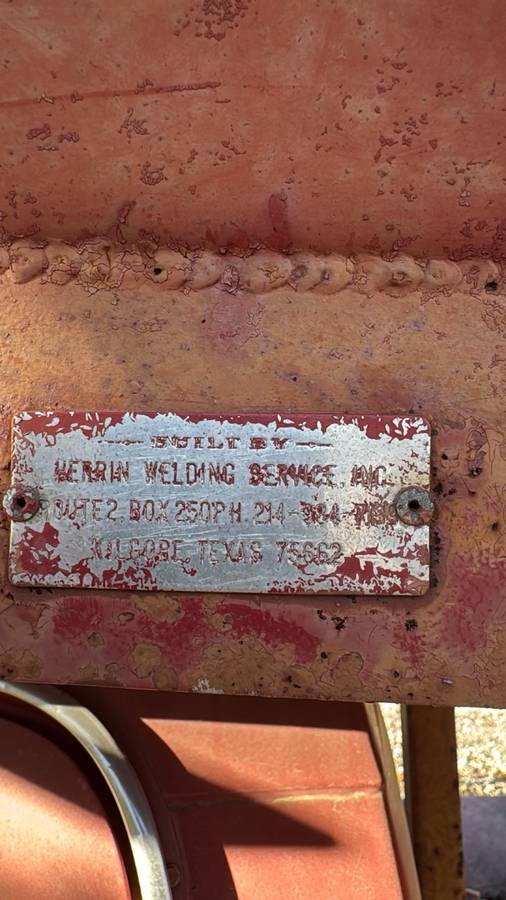 BUILT BY
WELDING SERVICE, INC.
BOX 250 PH. 214-
KILGORE, TEXAS 75662